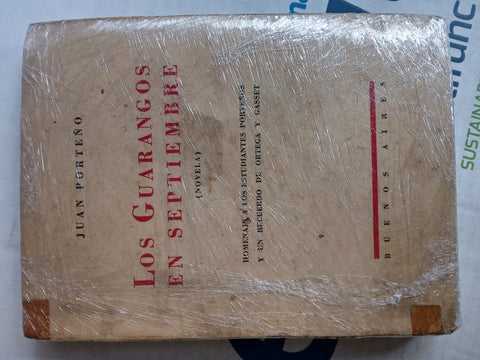 JUAN PORTEÑO
LOS GUARANGOS
EN SEPTIEMBRE
(NOVELA)
HOMENAJE A LOS ESTUDIANTES PORTEÑOS
Y UN RECUERDO DE ORTEGA Y GASSET
BUENOS AIRES